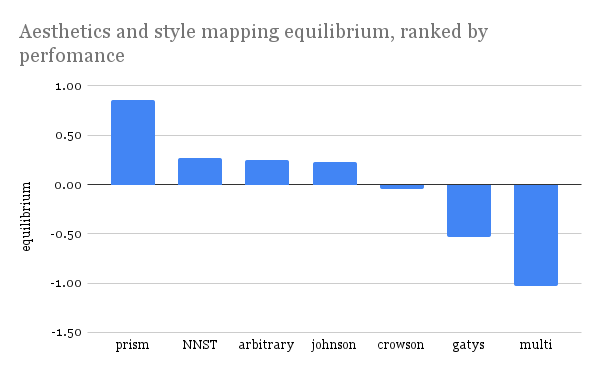 Aesthetics and style mapping equilibrium, ranked by
perfomance
1.00
0.50
0.00
-0.50
-1.00
-1.50
equilibrium
prism NNST arbitrary johnson crowson gatys multi